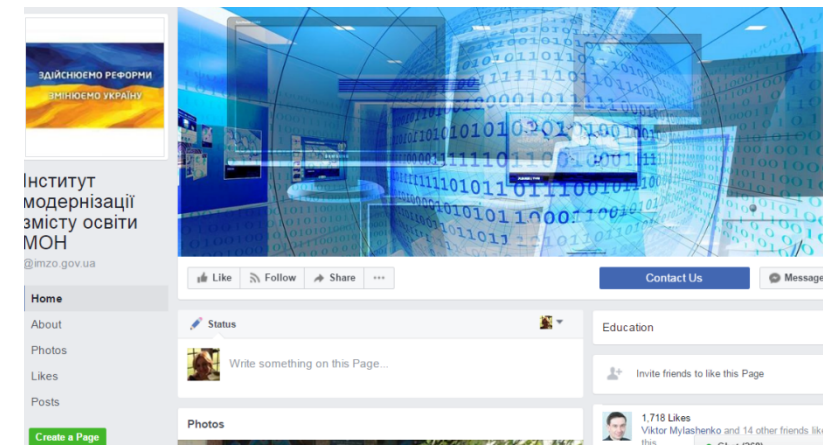 ЗДІЙСНЮЄМО РЕФОРМИ
ЗМІНЮЄМО УКРАЇНУ
Інститут
модернізації
змісту освіти
МОН
@imzo.gov.ua
Home
About
Photos
Likes
Posts
Create a Page
Like Follow Share
Contact Us
Message
Status
Write something on this Page...
Photos
Education
Invite friends to like this Page
1,718 Likes
Viktor Mylashenko and 14 other friends like
this